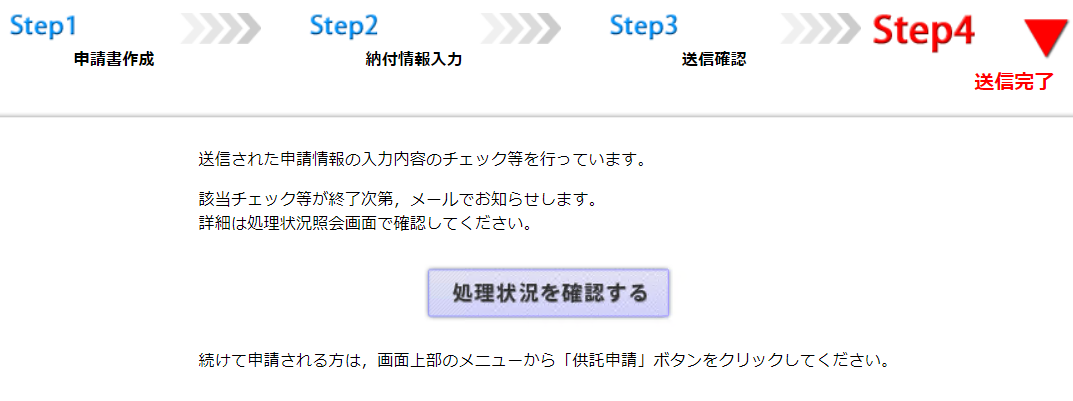 Step1
申請書作成
Step2
納付情報入力
Step3
送信確認
Step4
送信完了
送信された申請情報の入力内容のチェック等を行っています。
該当チェック等が終了次第，メールでお知らせします。
詳細は処理状況照会画面で確認してください。
処理状況を確認する
続けて申請される方は，画面上部のメニューから「供託申請」ボタンをクリックしてください。